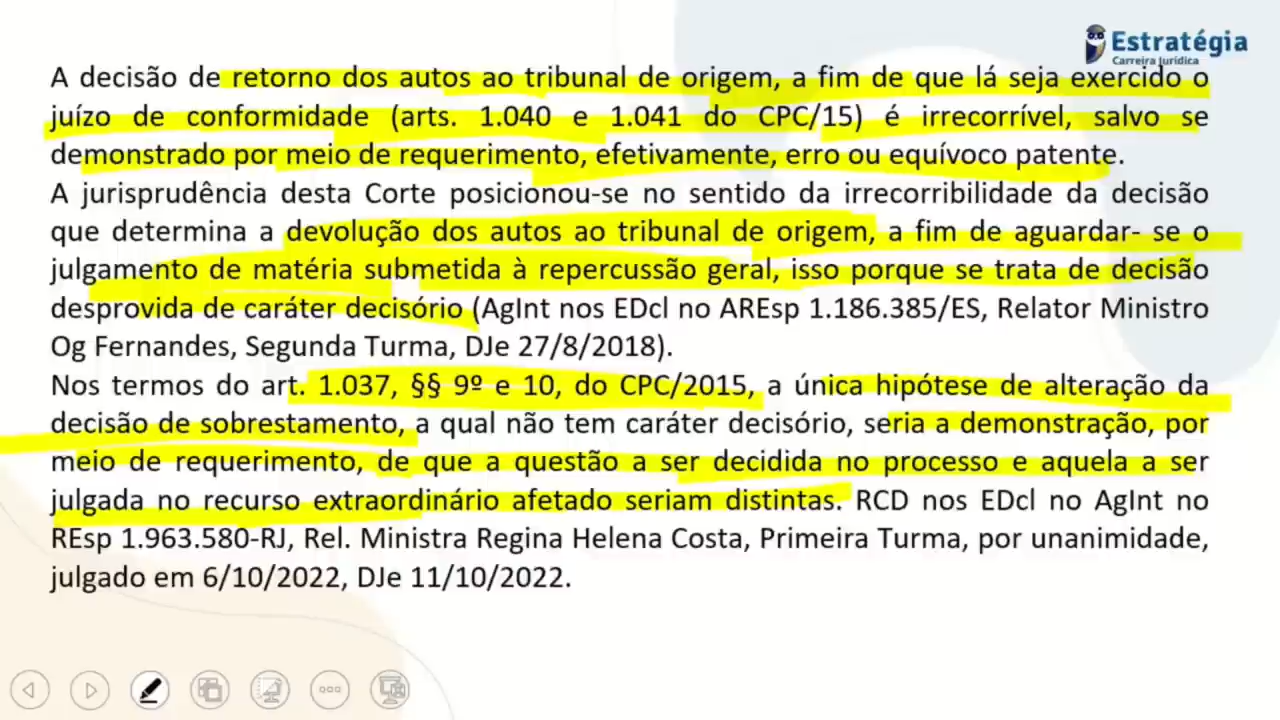 Estratégia
Carreira Jurídica
A decisão de retorno dos autos ao tribunal de origem, a fim de que lá seja exercido o
juízo de conformidade (arts. 1.040 e 1.041 do CPC/15) é irrecorrível, salvo se
demonstrado por meio de requerimento, efetivamente, erro ou equívoco patente.
A jurisprudência desta Corte posicionou-se no sentido da irrecorribilidade da decisão
que determina a devolução dos autos ao tribunal de origem, a fim de aguardar- se o
julgamento de matéria submetida à repercussão geral, isso porque se trata de decisão
desprovida de caráter decisório (AgInt nos EDcl no AREsp 1.186.385/ES, Relator Ministro
Og Fernandes, Segunda Turma, DJe 27/8/2018).
Nos termos do art. 1.037, §§ 9º e 10, do CPC/2015, a única hipótese de alteração da
decisão de sobrestamento, a qual não tem caráter decisório, seria a demonstração, por
meio de requerimento, de que a questão a ser decidida no processo e aquela a ser
julgada no recurso extraordinário afetado seriam distintas. RCD nos EDcl no AgInt no
REsp 1.963.580-RJ, Rel. Ministra Regina Helena Costa, Primeira Turma, por unanimidade,
julgado em 6/10/2022, DJe 11/10/2022.